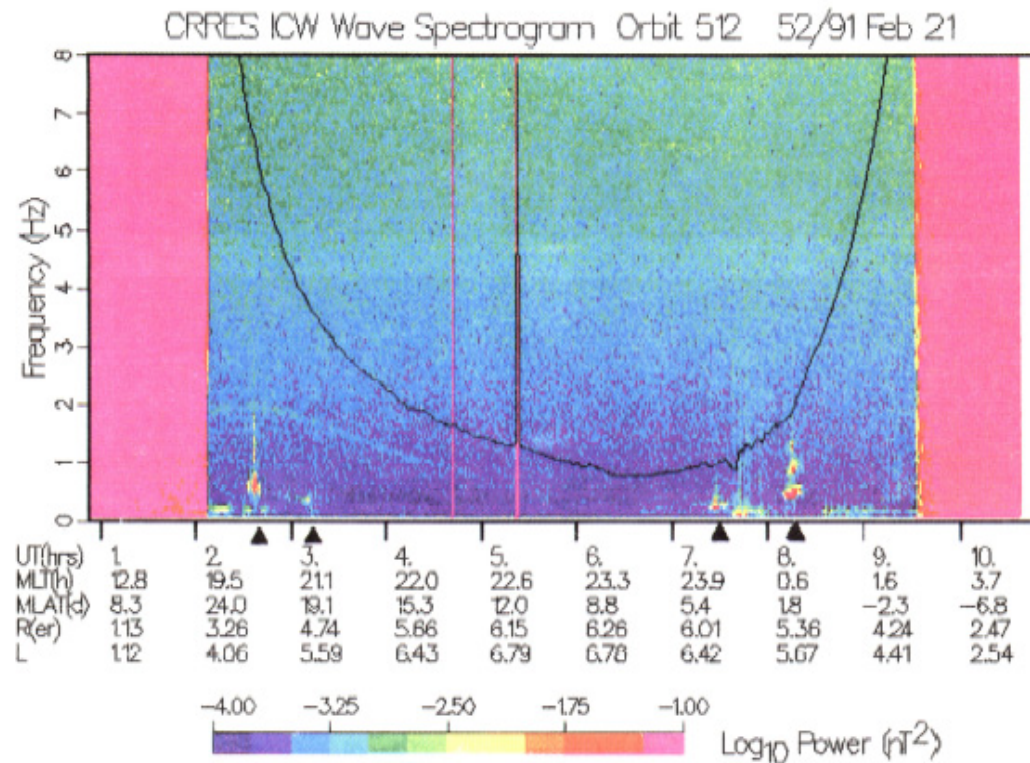 CRRES ICW Wave Spectrogram Orbit 512 52/91 Feb 21
8
7
6
5
4
3
2
1
0
Frequency (Hz)
UT(hrs) 1. 2. 3. 4. 5. 6. 7. 8. 9. 10.
MLT(h) 12.8 19.5 21.1 22.0 22.6 23.3 23.9 0.6 1.6 3.7
MLAT(d) 8.3 24.0 19.1 15.3 12.0 8.8 5.4 1.8 -2.3 -6.8
R(er) 1.13 3.26 4.74 5.66 6.15 6.26 6.01 5.36 4.24 2.47
L 1.12 4.06 5.59 6.43 6.79 6.78 6.42 5.67 4.41 2.54
-4.00 -3.25 -2.50 -1.75 -1.00
Log10 Power (nT2)